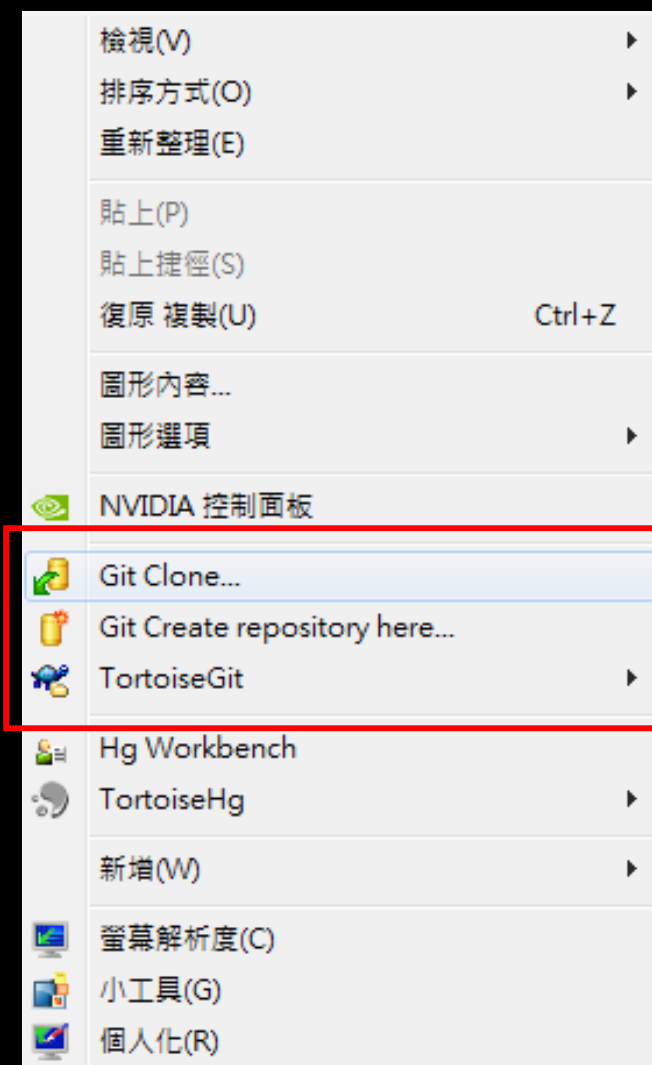 檢視(V)
排序方式(O)
重新整理(E)
貼上(P)
貼上捷徑(S)
復原 複製(U) Ctrl+Z
圖形內容...
圖形選項
NVIDIA 控制面板
Git Clone...
Git Create repository here...
TortoiseGit
Hg Workbench
TortoiseHg
新增(W)
螢幕解析度(C)
小工具(G)
個人化(R)